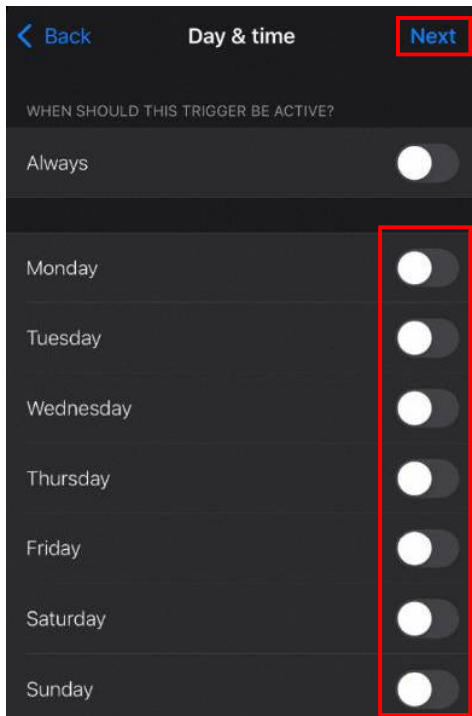 Back Day & time Next
WHEN SHOULD THIS TRIGGER BE ACTIVE?
Always
Monday
Tuesday
Wednesday
Thursday
Friday
Saturday
Sunday